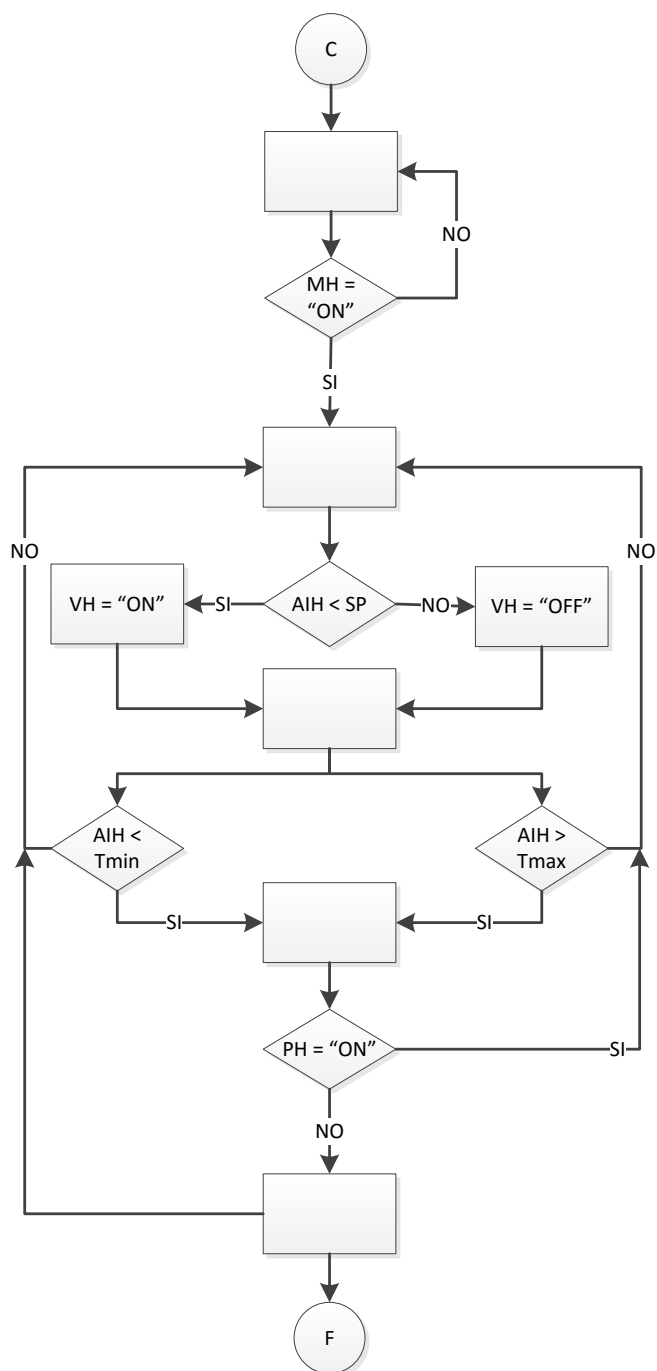 C
NO
MH =
“ON”
SI
NO
NO
VH = “ON”
SI
AIH < SP
NO
VH = “OFF”
AIH <
Tmin
AIH >
Tmax
SI
SI
PH = “ON”
SI
NO
F